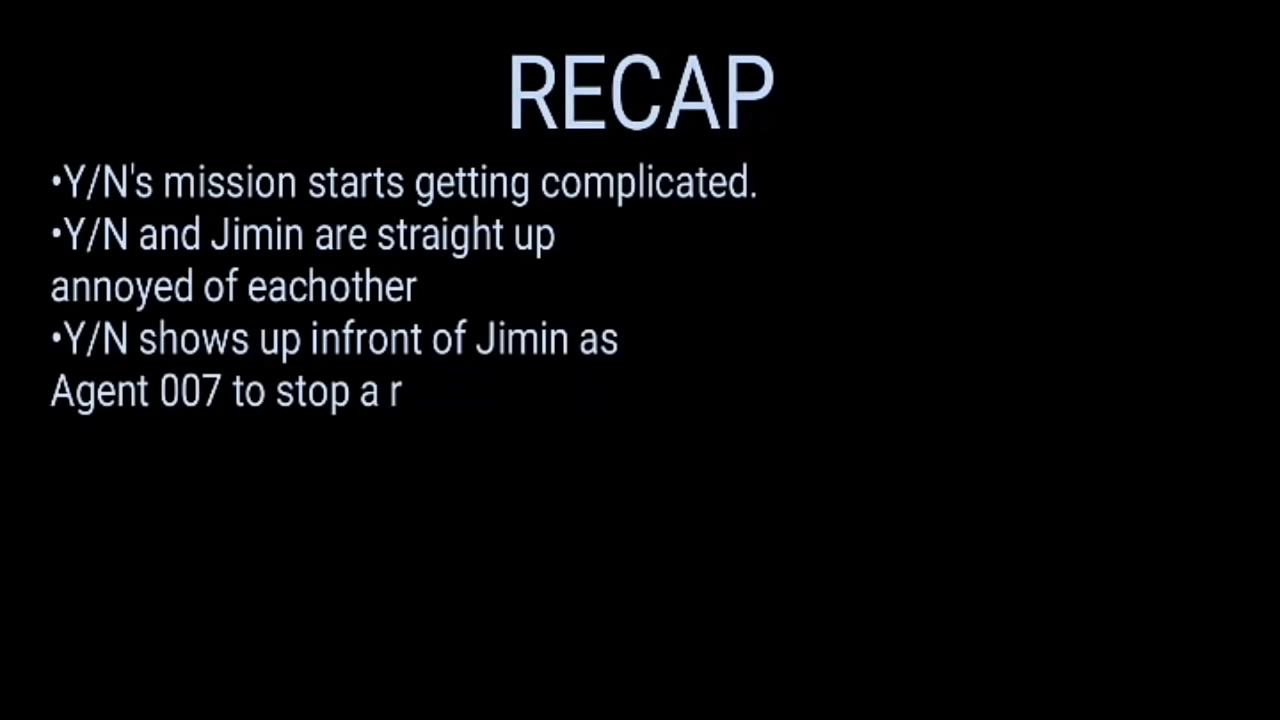 RECAP
•Y/N's mission starts getting complicated.
•Y/N and Jimin are straight up
annoyed of eachother
•Y/N shows up infront of Jimin as
Agent 007 to stop a r